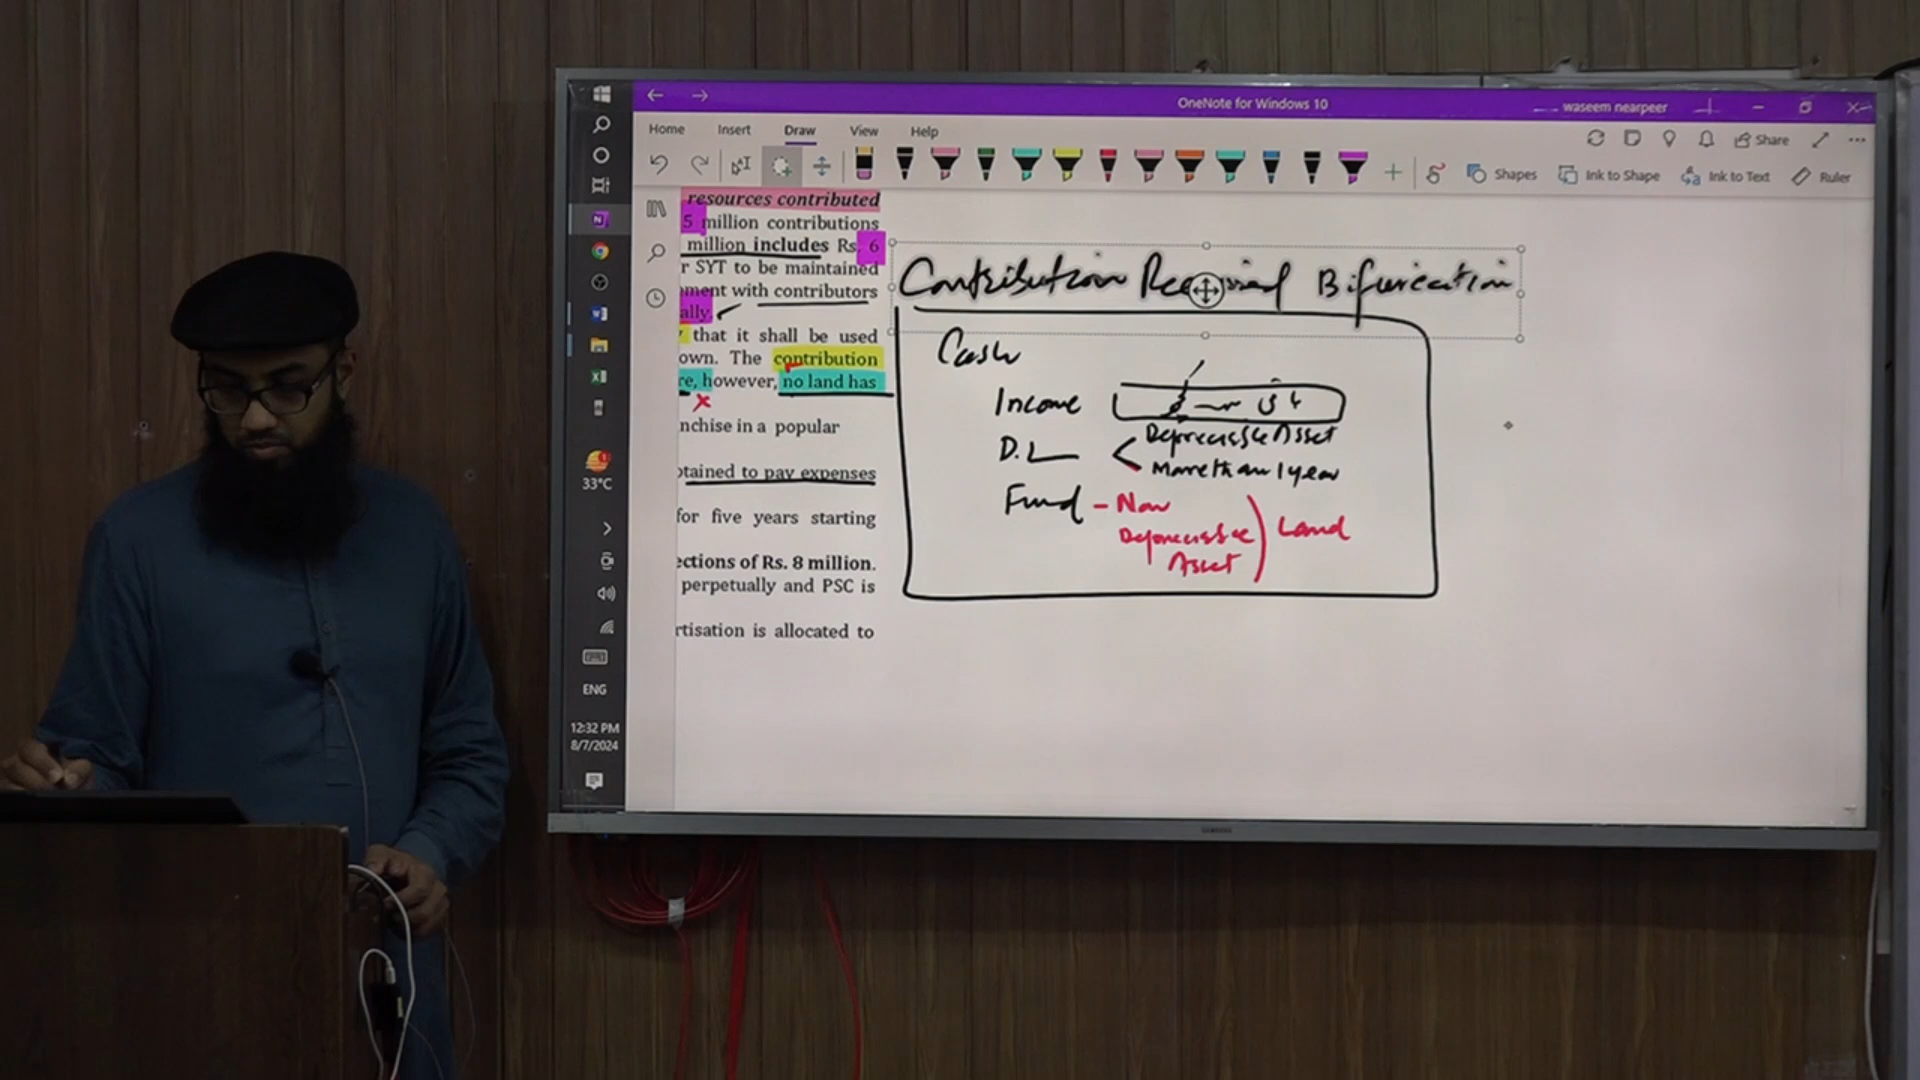 OneNote for Windows 10
waseem nearpeer
Home Insert Draw View Help
Share
Shapes Ink to Shape Ink to Text Ruler
resources contributed
5 million contributions
million includes Rs. 6
r SYT to be maintained
ment with contributors
ally.
that it shall be used
own. The contribution
re, however, no land has
x
nchise in a popular
tained to pay expenses
for five years starting
ections of Rs. 8 million.
perpetually and PSC is
rtisation is allocated to
Contribution Received Bifurication
Cash
Income
D.L < Depreciable Asset
More than 1 year
Fund - Non
Depreciable
Asset
Land
33°C
ENG
12:32 PM
8/7/2024
SAMSUNG